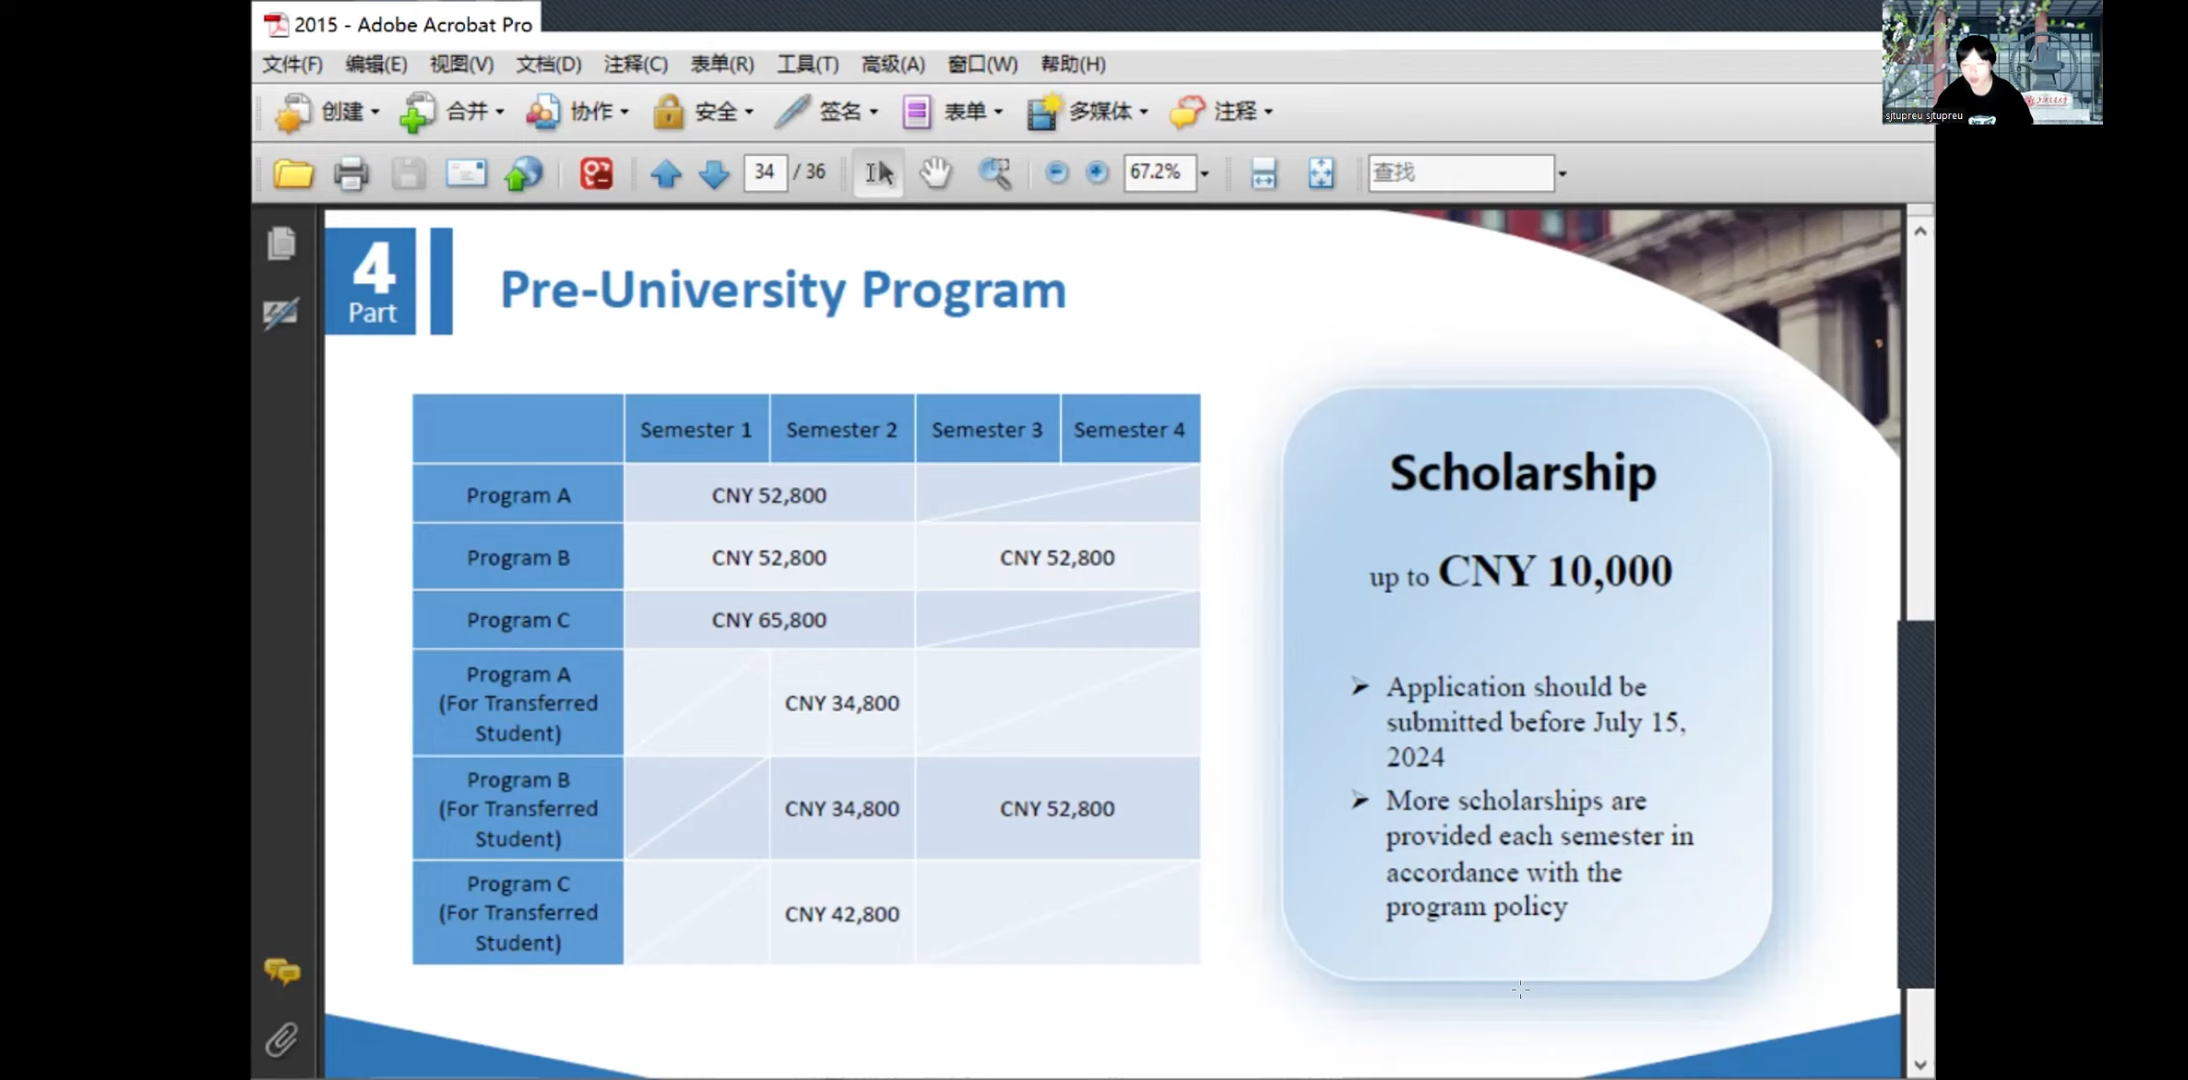 2015 - Adobe Acrobat Pro
文件(F) 编辑(E) 视图(V) 文档(D) 注释(C) 表单(R) 工具(T) 高级(A) 窗口(W) 帮助(H)
创建 合并 协作 安全 签名 表单 多媒体 注释
34 / 36 67.2% 查找
sjtupreu sjtupreu
4
Part
Pre-University Program
Semester 1 Semester 2 Semester 3 Semester 4
Program A CNY 52,800
Program B CNY 52,800 CNY 52,800
Program C CNY 65,800
Program A
(For Transferred
Student)
CNY 34,800
Program B
(For Transferred
Student)
CNY 34,800 CNY 52,800
Program C
(For Transferred
Student)
CNY 42,800
Scholarship
up to CNY 10,000
➢ Application should be
submitted before July 15,
2024
➢ More scholarships are
provided each semester in
accordance with the
program policy